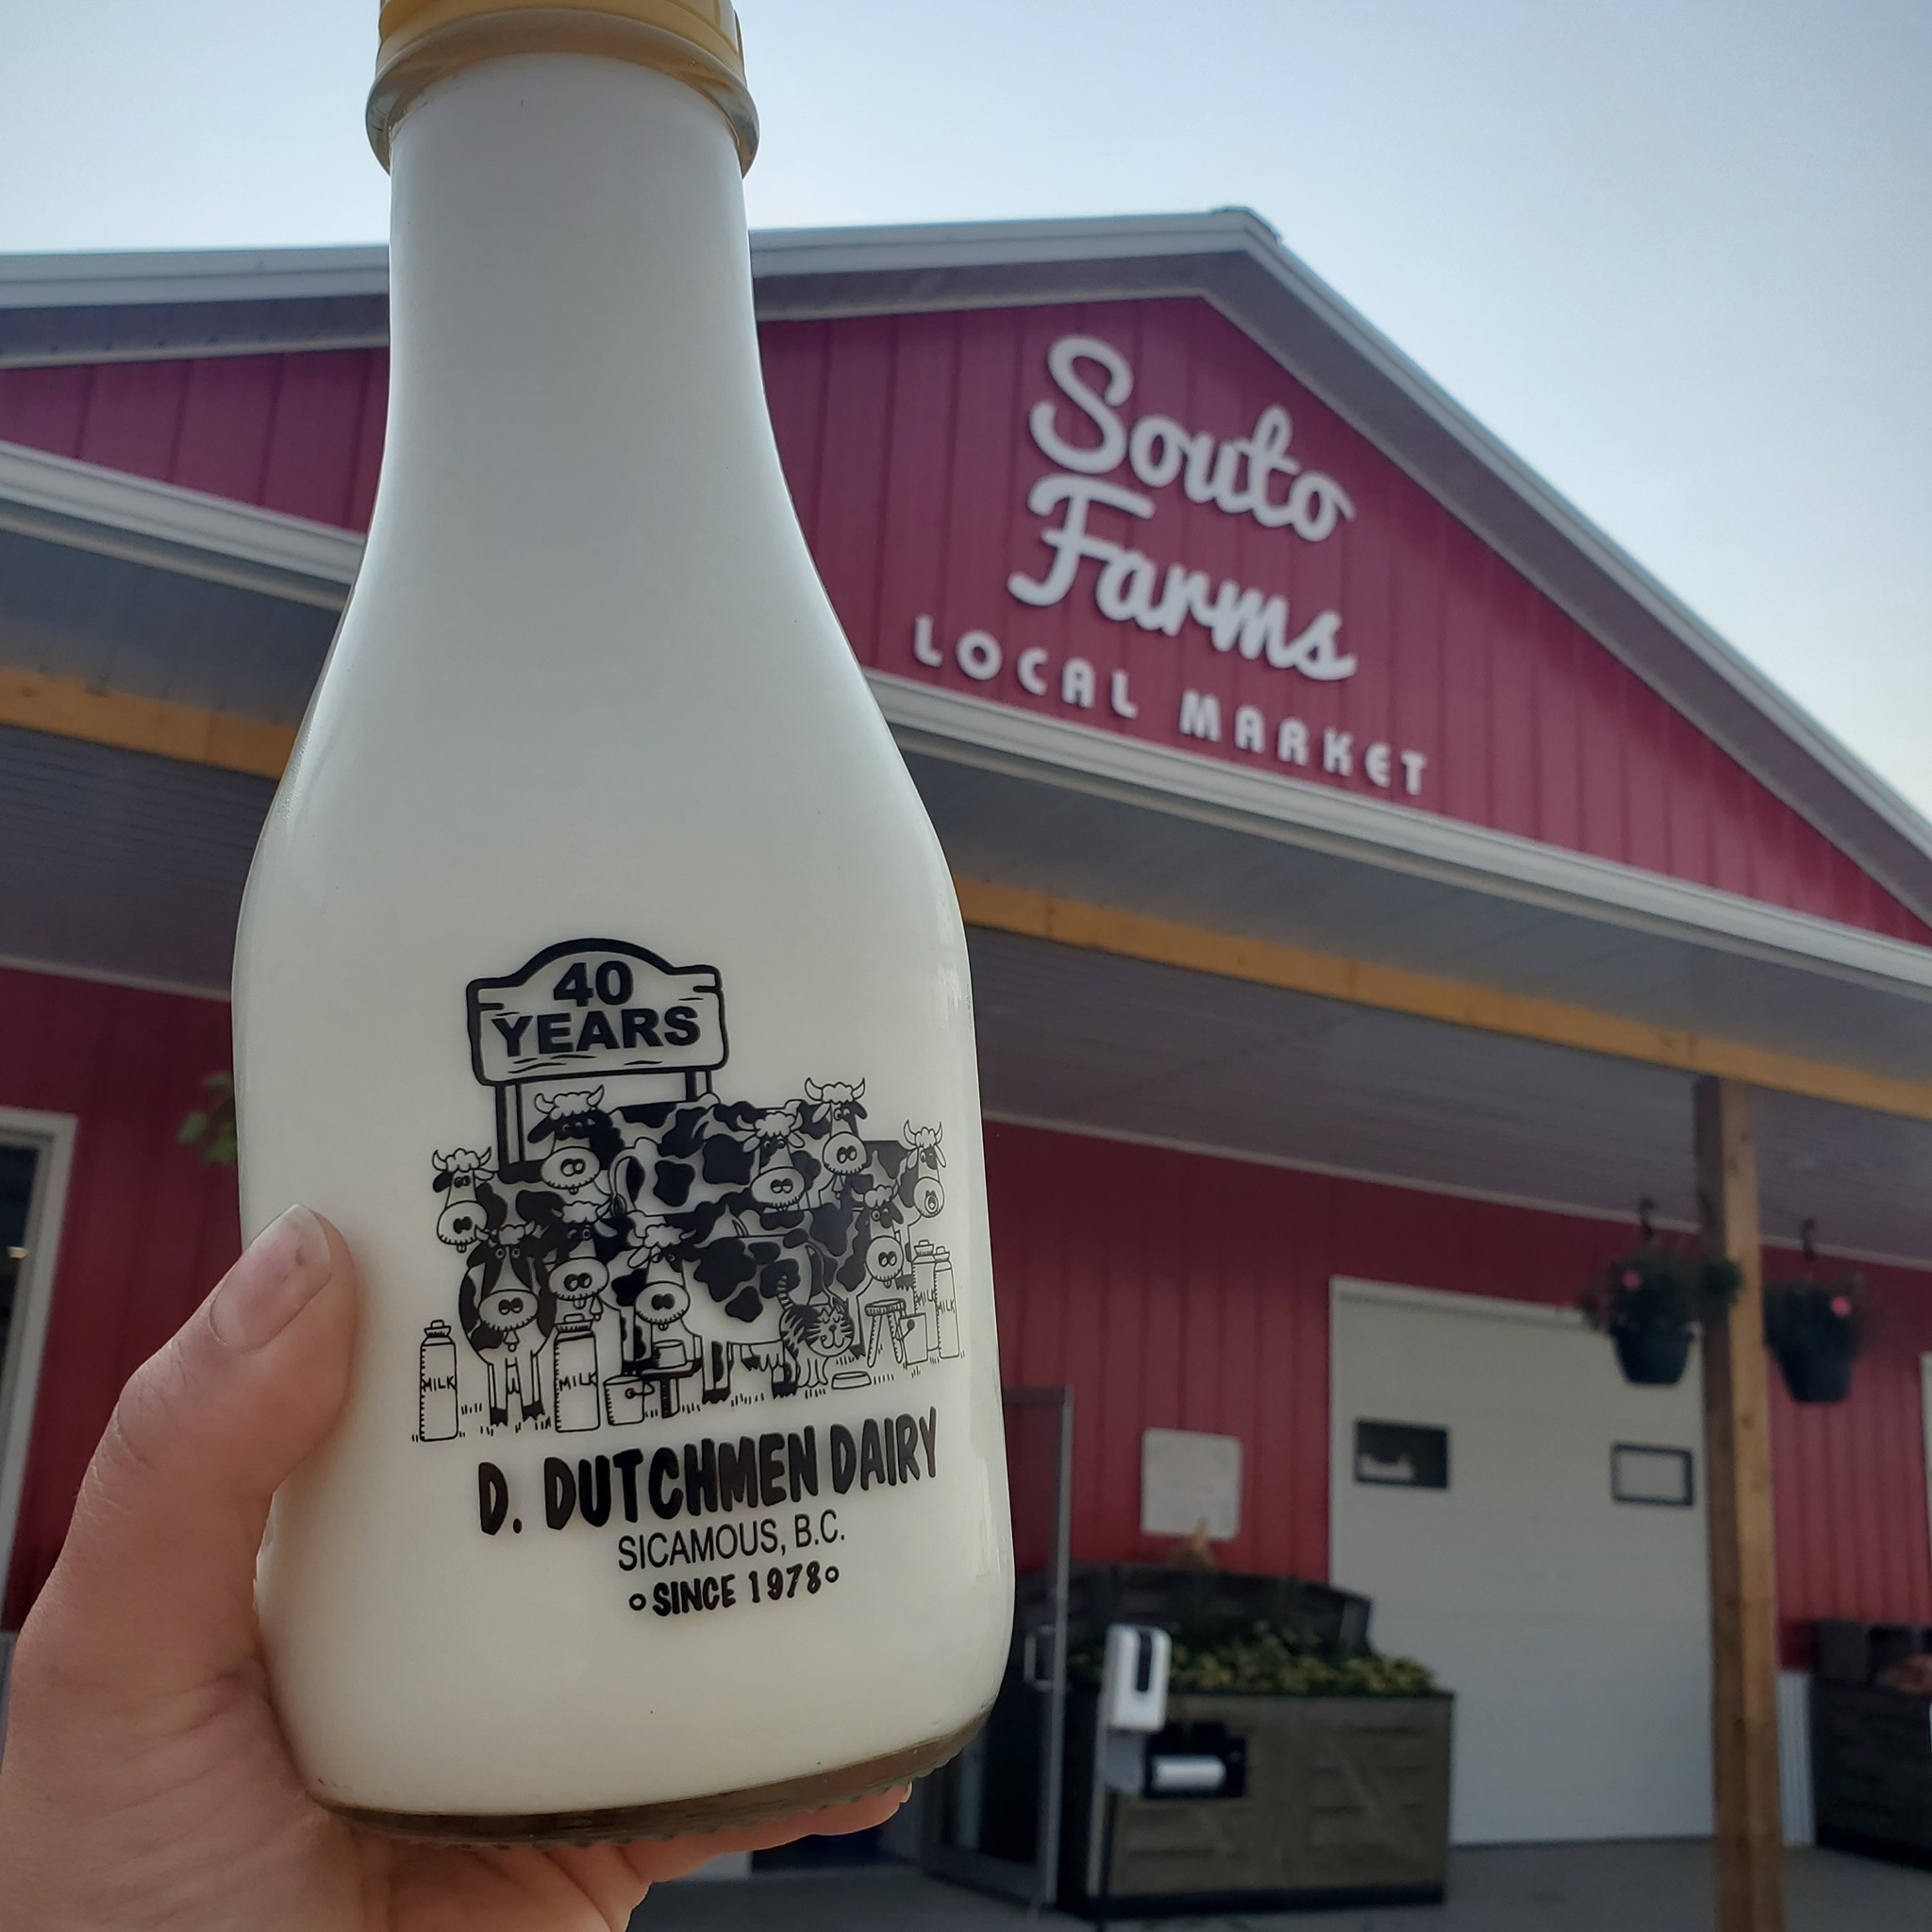 Souto
Farms
LOCAL MARKET
40
YEARS
MILK
MILK
MILK
MILK
D. DUTCHMEN DAIRY
SICAMOUS, B.C.
SINCE 1978